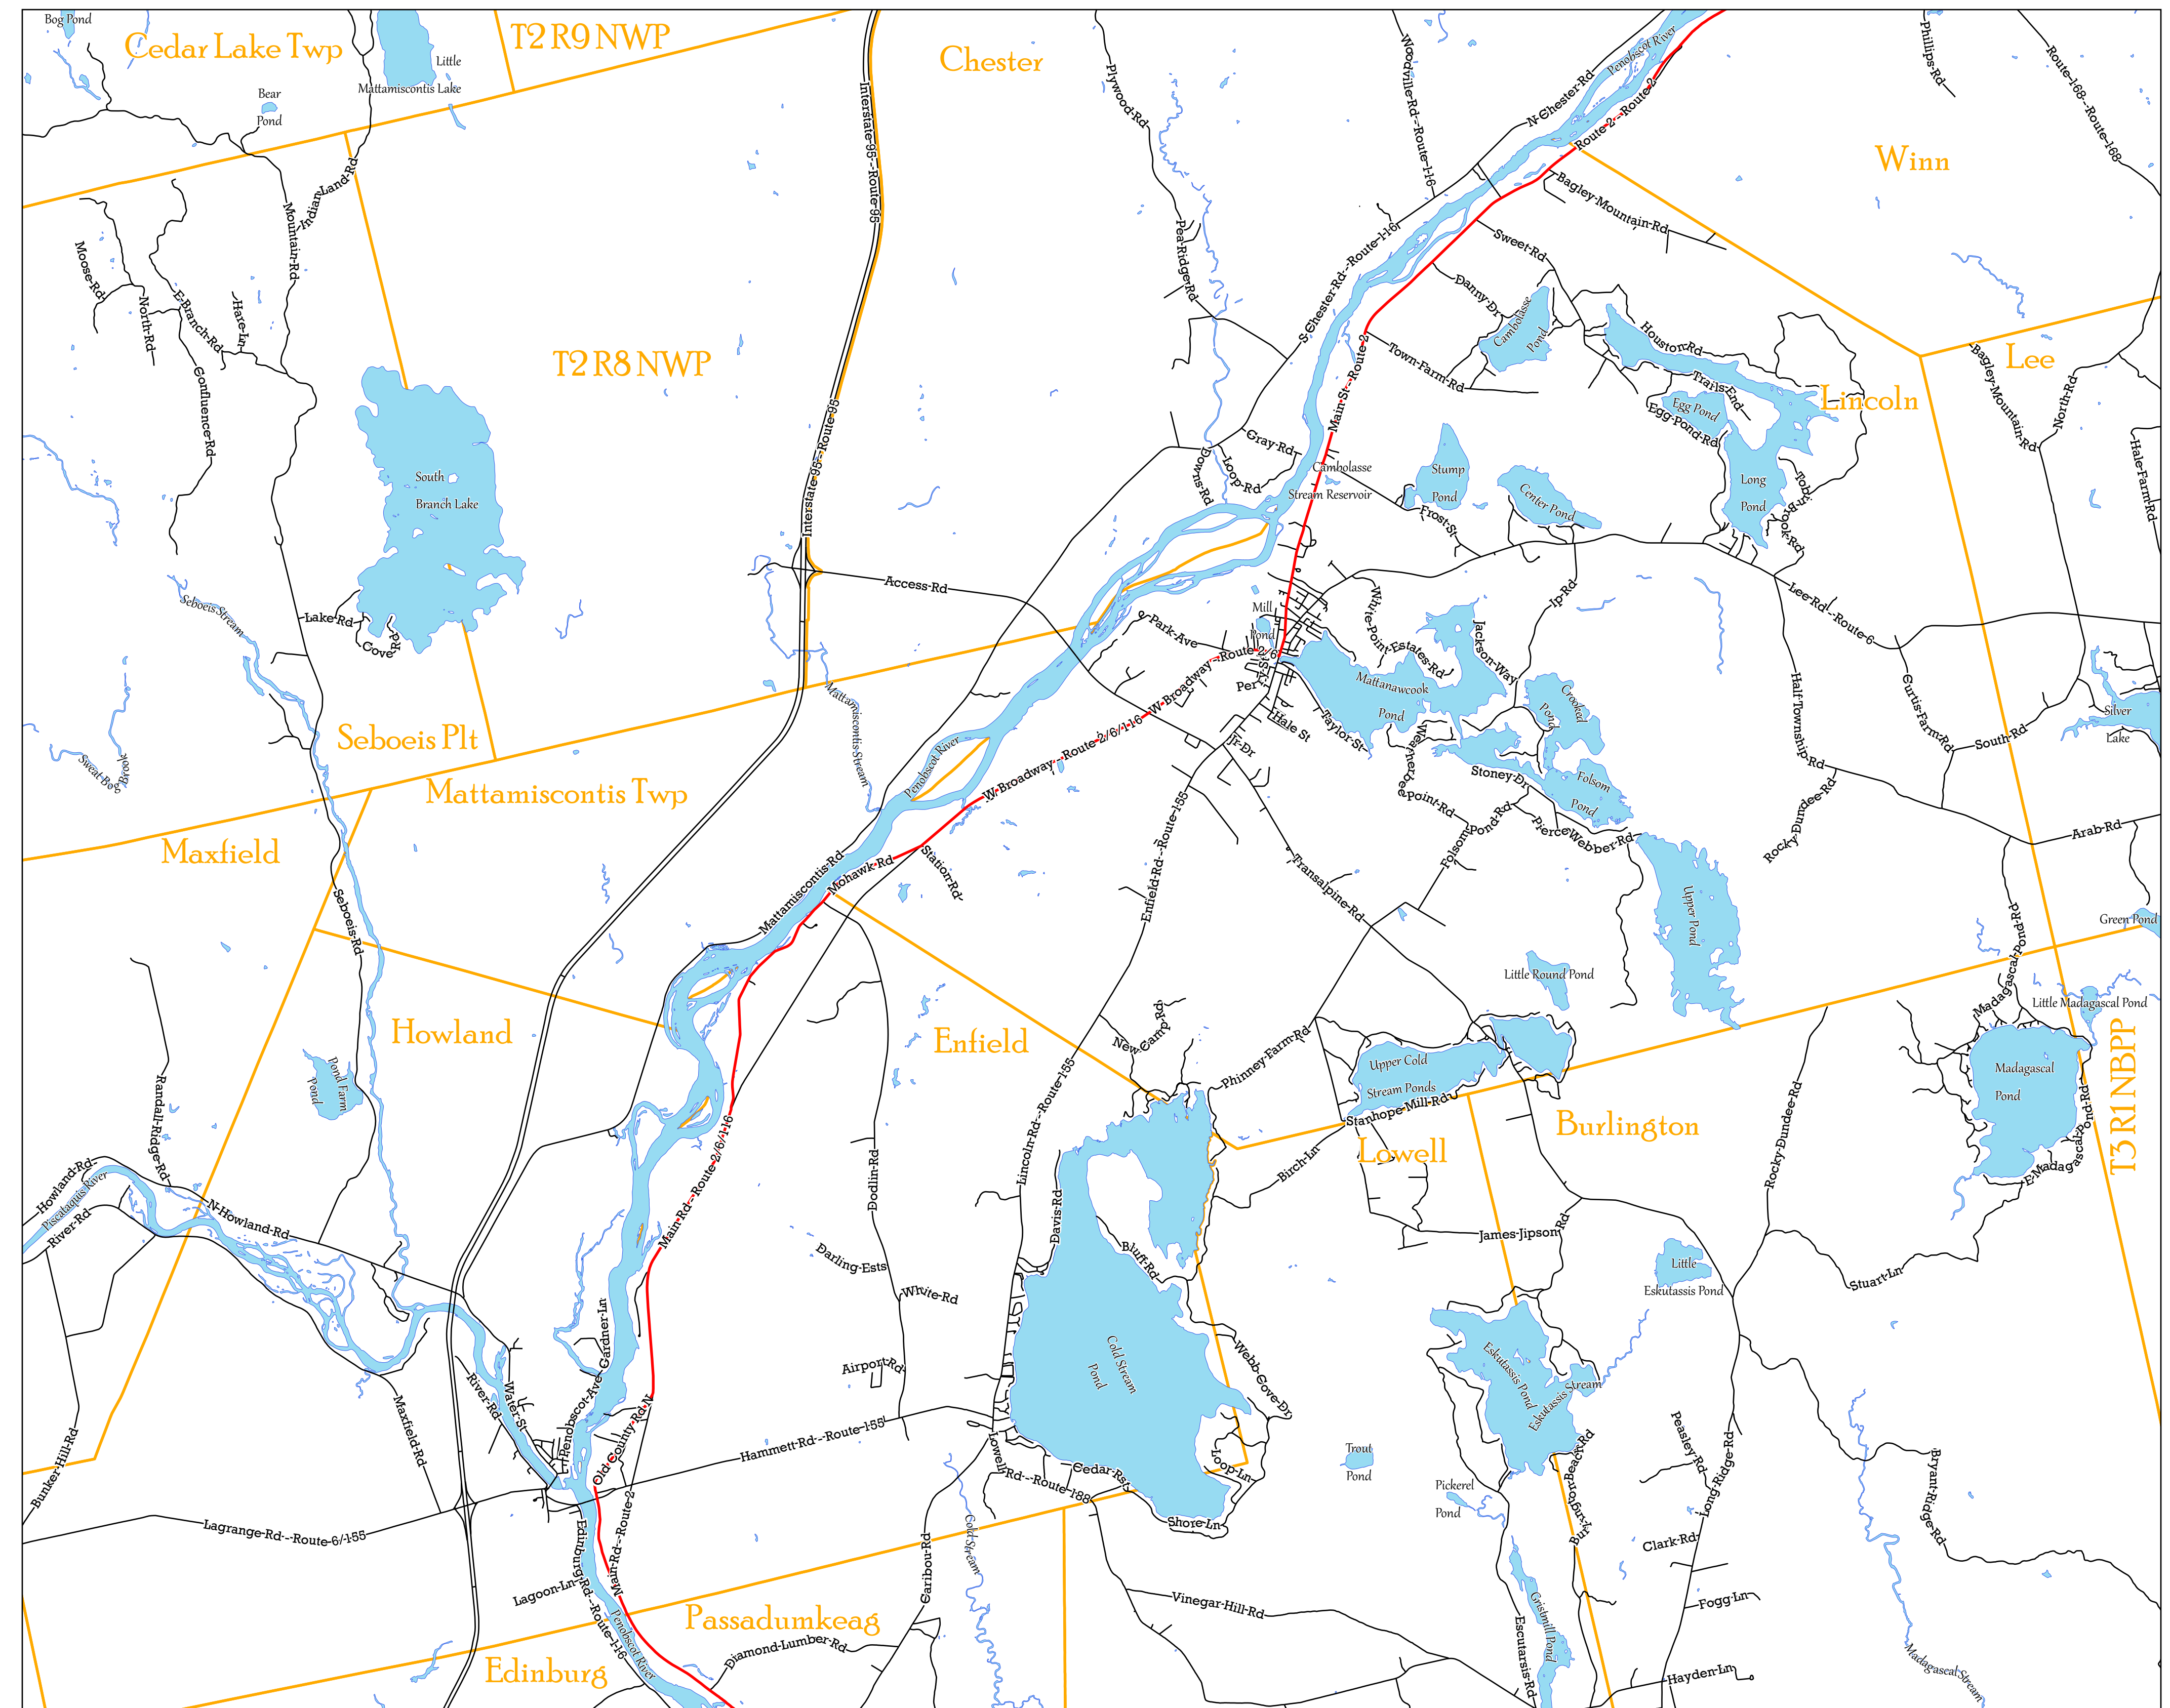 Bog Pond
Cedar Lake Twp
T2 R9 NWP
Chester
Little
Mattamiscontis Lake
Bear
Pond
Penobscot River
Phillips-Rd
Route-168--Route-168
Woodville-Rd--Route-116
N-Chester-Rd
Route-2--Route-2
Plywood-Rd
Interstate-95--Route-95
Winn
Indian-Land-Rd
Mountain-Rd
Bagley-Mountain-Rd
Moose-Rd
North-Rd
E-Branch-Rd
Hare-Ln
Pea-Ridge-Rd
S-Chester-Rd--Route-116
Sweet-Rd
Danny-Dr
Cambolasse
Pond
Houston-Rd
T2 R8 NWP
Town-Farm-Rd
Main-St--Route-2
Trails-End
Lincoln
Lee
Bagley-Mountain-Rd
North-Rd
Confluence-Rd
Egg Pond
Egg-Pond-Rd
Interstate-95--Route-95
Gray-Rd
Loop-Rd
Downs-Rd
Cambolasse
Stream Reservoir
Stump
Pond
Center Pond
Long
Pond
Tobin-Brook-Rd
Hale-Farm-Rd
South
Branch Lake
Frost-St
Access-Rd
Ip-Rd
Lee-Rd--Route-6
Seboeis Stream
Lake-Rd
Cove-Rd
Park-Ave
Mill
Pond
White-Point-Estates-Rd
Jackson-Way
W-Broadway--Route-2/6
Mattanawcook
Pond
Crooked
Pond
Half-Township-Rd
Curtis-Farm-Rd
South-Rd
Silver
Lake
Mattamiscontis Stream
Hale St
Taylor-St
Jr-Dr
Weatherbee-Point-Rd
Seboeis Plt
Sweat Bog
Brook
Mattamiscontis Twp
Penobscot River
W-Broadway--Route-2/6/116
Stoney-Dr
Folsom
Pond
Folsom-Pond-Rd
Pierce-Webber-Rd
Rocky-Dundee-Rd
Arab-Rd
Maxfield
Mattamiscontis-Rd
Mohawk-Rd
Station-Rd
Enfield-Rd--Route-155
Transalpine-Rd
Upper Pond
Green Pond
Seboeis-Rd
Little Round Pond
Madagascal-Pond-Rd
Little Madagascal Pond
Howland
Enfield
New-Camp-Rd
Phinney-Farm-Rd
Upper Cold
Stream Ponds
Stanhope-Mill-Rd
Burlington
Madagascal
Pond
T3 R1 NBPP
Pond Farm
Pond
Randall-Ridge-Rd
Lincoln-Rd--Route-155
Lowell
Birch-Ln
Rocky-Dundee-Rd
E-Madagascal-Pond-Rd
Howland-Rd
Piscataquis River
River-Rd
N-Howland-Rd
Main-Rd--Route-2/6/116
Dodlin-Rd
Davis-Rd
Bluff-Rd
James-Jipson-Rd
Darling-Ests
White-Rd
Little
Eskutassis Pond
Stuart-Ln
Gardner-Ln
Cold Stream
Pond
Webb-Cove-Dr
Eskutassis Pond
Eskutassis Stream
Airport-Rd
River-Rd
Water-St
Penobscot-Ave
Old-County-Rd-N
Maxfield-Rd
Hammett-Rd--Route-155
Bunker-Hill-Rd
Lowell-Rd--Route-188
Loop-Ln
Trout
Pond
Pickerel
Pond
Peasley-Rd
Long-Ridge-Rd
Bryant-Ridge-Rd
Shore-Ln
Lagrange-Rd--Route-6/155
Cold Stream
Clark-Rd
Lagoon-Ln
Edinburg-Rd--Route-116
Main-Rd--Route-2
Caribou-Rd
Vinegar-Hill-Rd
Gristmill Pond
Fogg-Ln
Passadumkeag
Diamond-Lumber-Rd
Penobscot River
Escutarsis-Rd
Hayden-Ln
Madagascal Stream
Edinburg